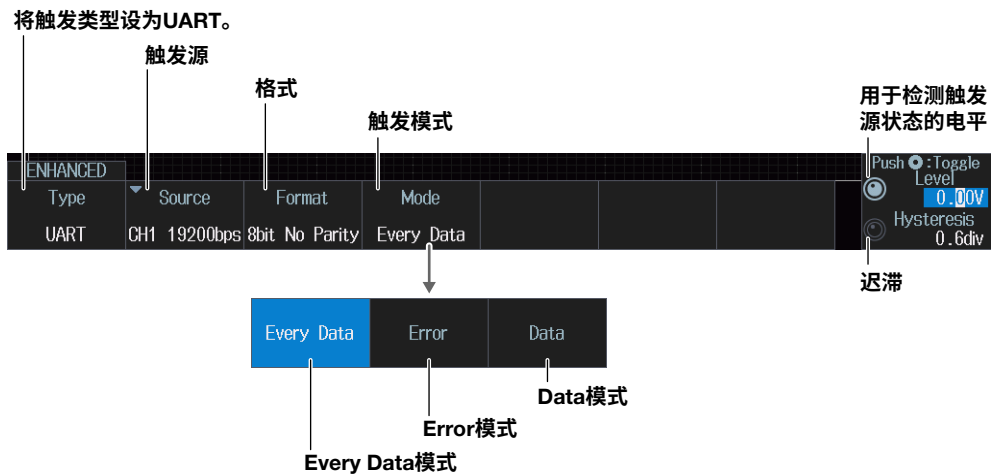 将触发类型设为UART。
触发源
格式
触发模式
用于检测触发
源状态的电平
ENHANCED
Type
Source
Format
Mode
UART
CH1 19200bps
8bit No Parity
Every Data
Push :Toggle
Level
0.00V
Hysteresis
0.6div
迟滞
Every Data
Error
Data
Data模式
Error模式
Every Data模式